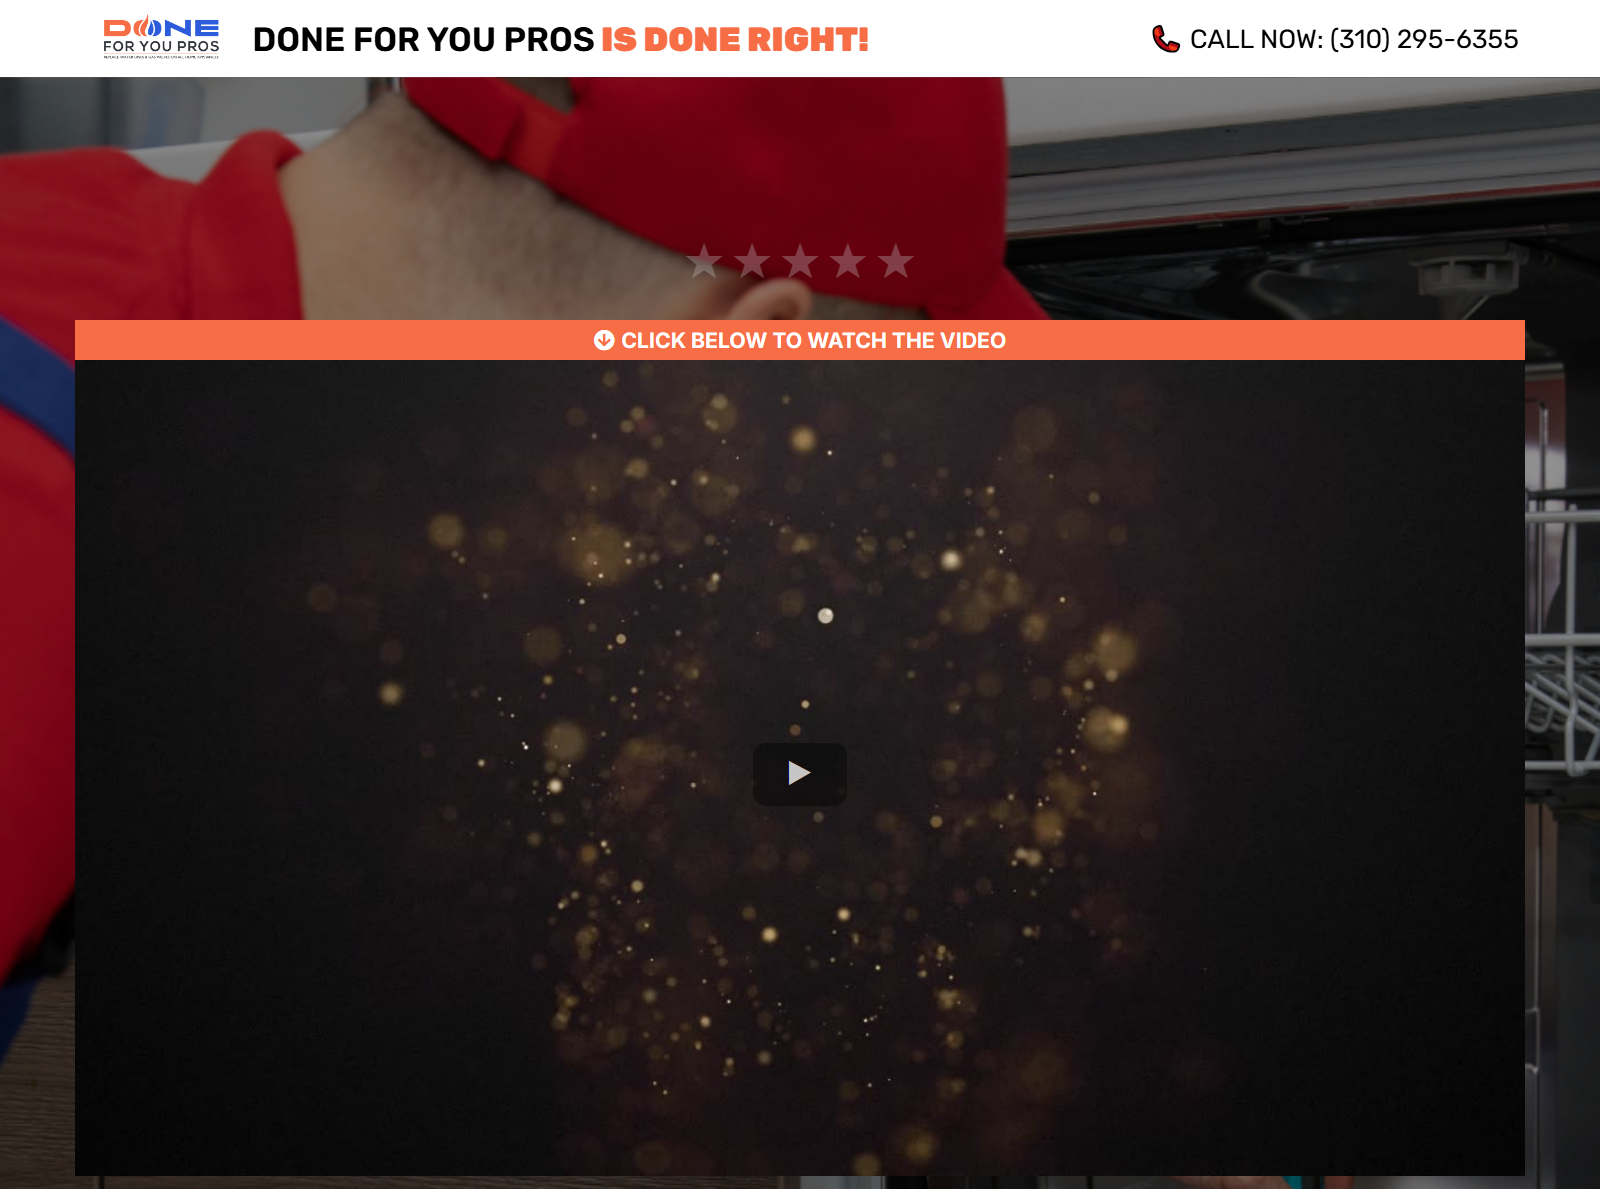 DONE
FOR YOU PROS
DONE FOR YOU PROS IS DONE RIGHT!
CALL NOW: (310) 295-6355
CLICK BELOW TO WATCH THE VIDEO